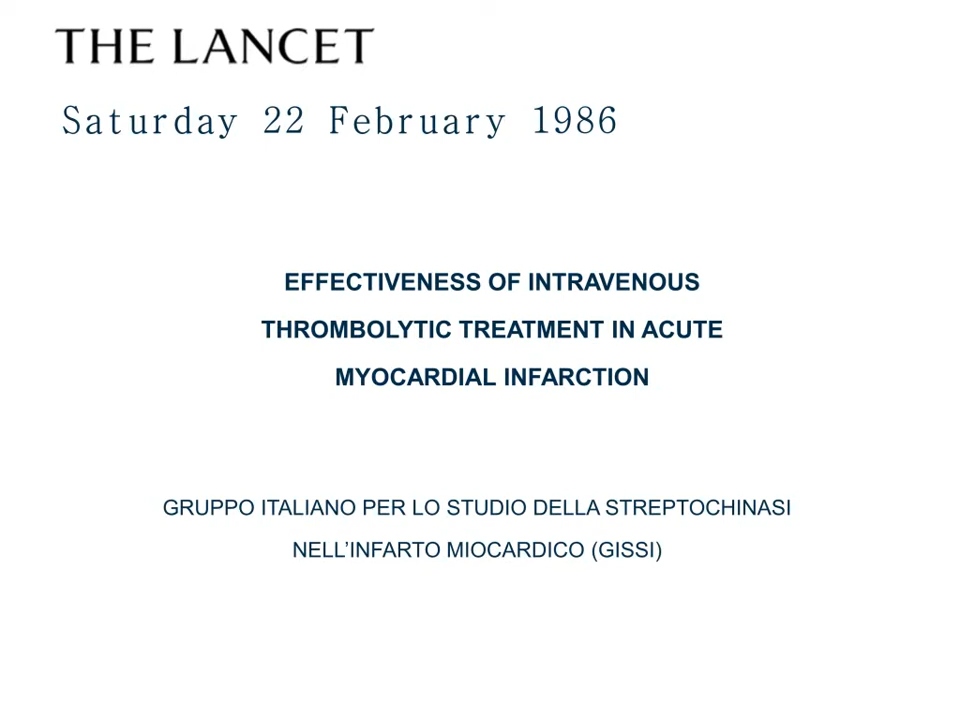 THE LANCET
Saturday 22 February 1986
EFFECTIVENESS OF INTRAVENOUS
THROMBOLYTIC TREATMENT IN ACUTE
MYOCARDIAL INFARCTION
GRUPPO ITALIANO PER LO STUDIO DELLA STREPTOCHINASI
NELL’INFARTO MIOCARDICO (GISSI)